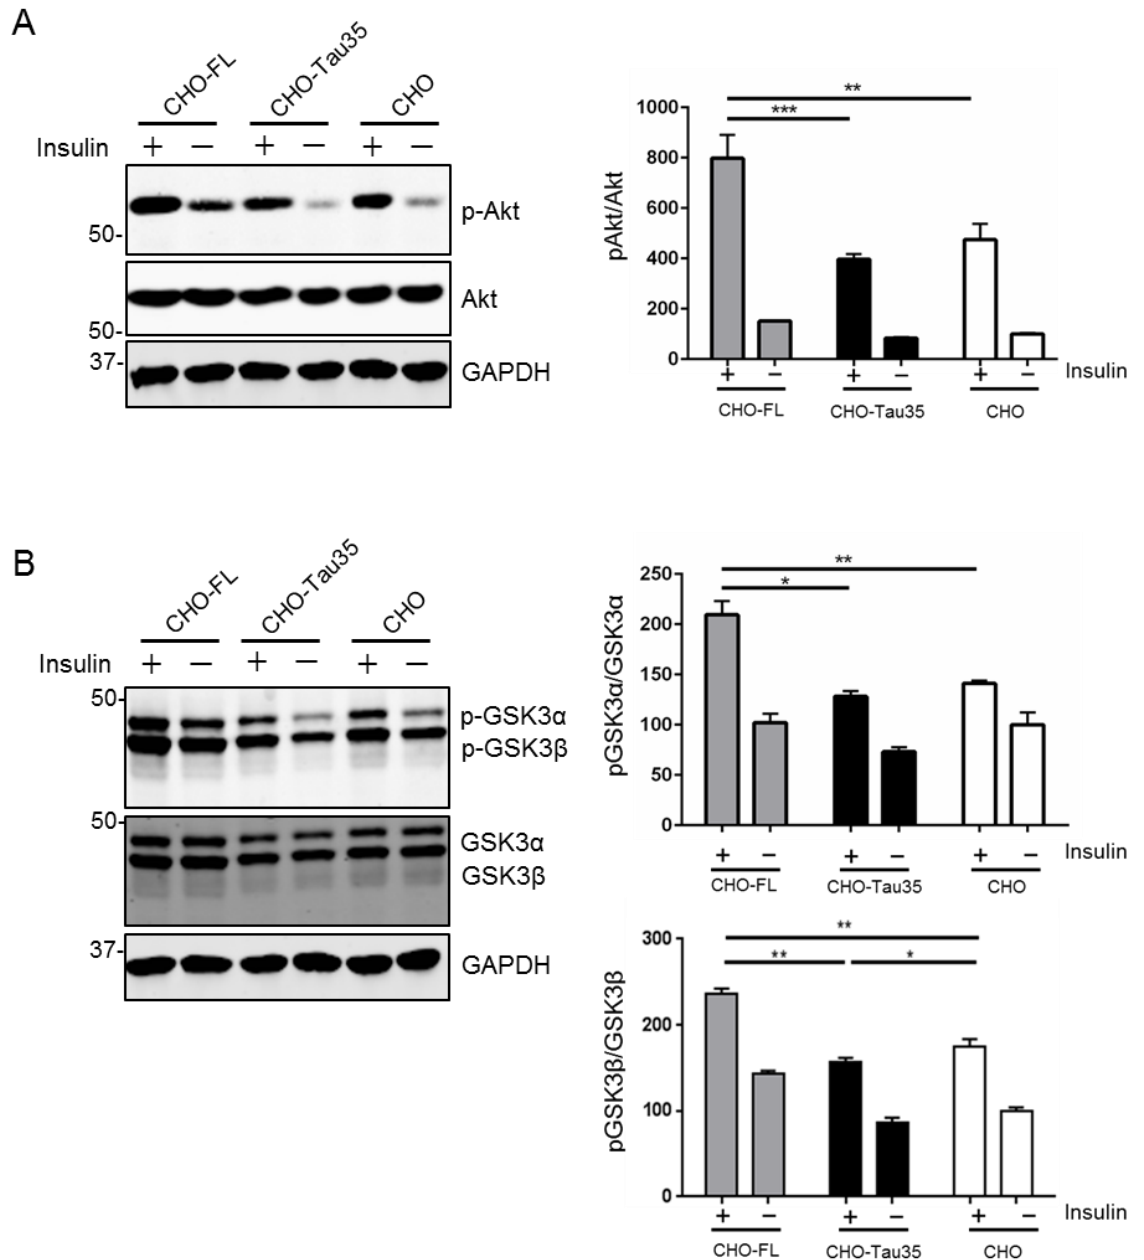 A
CHO-FL
CHO-Tau35
CHO
Insulin + − + − + −
p-Akt
50-
Akt
50-
37-
GAPDH
** 
***
1000
800
600
400
200
0
pAkt/Akt
+ − + − + − Insulin
CHO-FL CHO-Tau35 CHO
B
CHO-FL
CHO-Tau35
CHO
Insulin + − + − + −
50-
p-GSK3α
p-GSK3β
50-
GSK3α
GSK3β
37-
GAPDH
**
*
250
200
150
100
50
0
pGSK3α/GSK3α
+ − + − + − Insulin
CHO-FL CHO-Tau35 CHO
**
** *
300
200
100
0
pGSK3β/GSK3β
+ − + − + − Insulin
CHO-FL CHO-Tau35 CHO